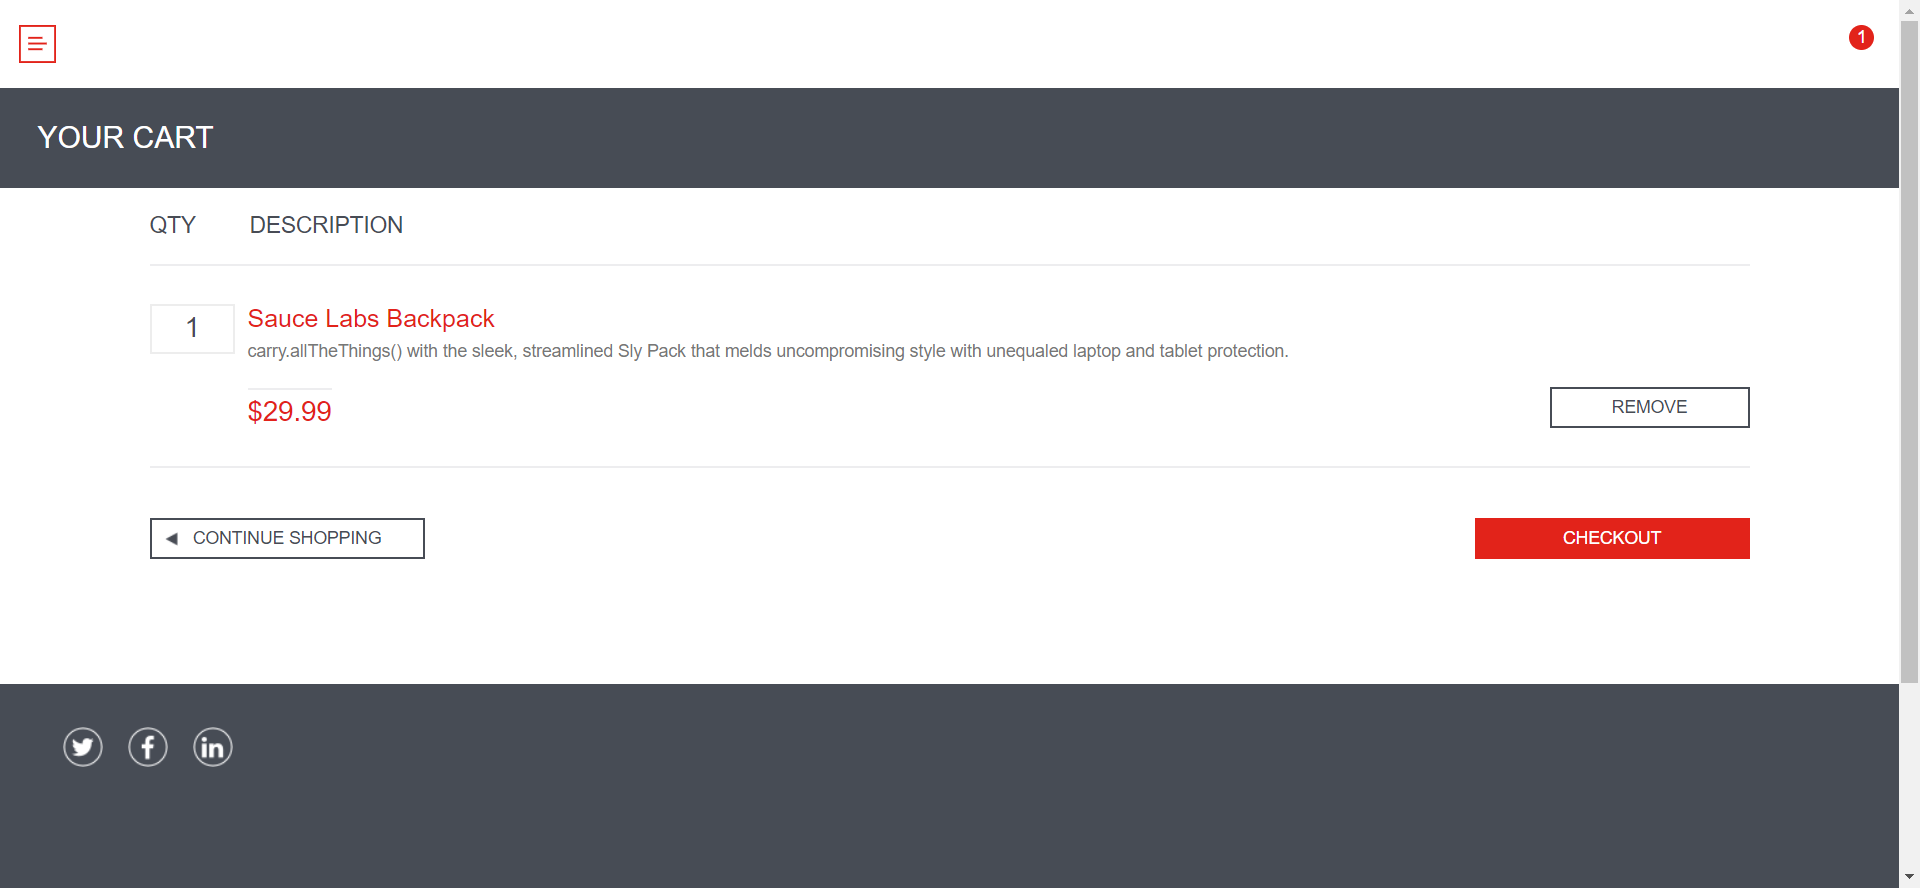 1
YOUR CART
QTY DESCRIPTION
1 Sauce Labs Backpack
carry.allTheThings() with the sleek, streamlined Sly Pack that melds uncompromising style with unequaled laptop and tablet protection.
$29.99 REMOVE
CONTINUE SHOPPING CHECKOUT